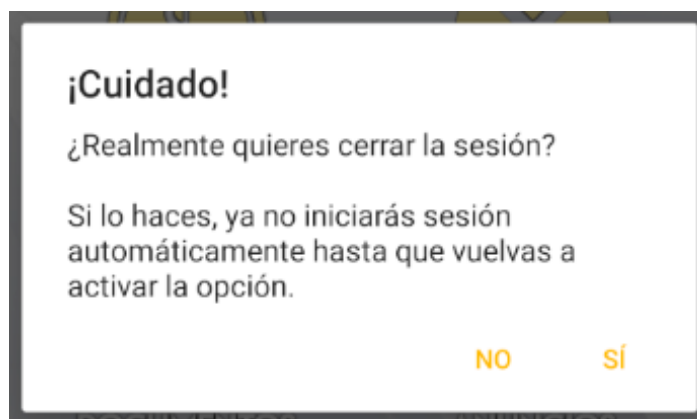 ¡Cuidado!
¿Realmente quieres cerrar la sesión?
Si lo haces, ya no iniciarás sesión
automáticamente hasta que vuelvas a
activar la opción.
NO SÍ